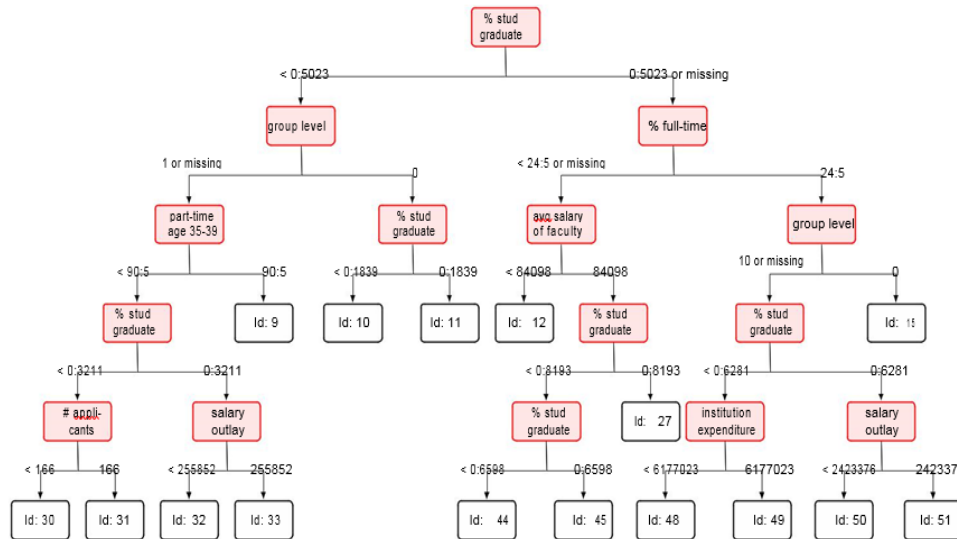 % stud
graduate
< 0:5023
0:5023 or missing
group level
% full-time
1 or missing
0
< 24:5 or missing
24:5
part-time
age 35-39
% stud
graduate
avg salary
of faculty
group level
< 90:5
90:5
< 0:1839
0:1839
< 84098
84098
10 or missing
0
% stud
graduate
Id: 9
Id: 10
Id: 11
Id: 12
% stud
graduate
% stud
graduate
Id: 15
< 0:3211
0:3211
< 0:8193
0:8193
< 0:6281
0:6281
# appli-
cants
salary
outlay
% stud
graduate
Id: 27
institution
expenditure
salary
outlay
< 166
166
< 255852
255852
< 0:6598
0:6598
< 6177023
6177023
< 2423376
242337
Id: 30
Id: 31
Id: 32
Id: 33
Id: 44
Id: 45
Id: 48
Id: 49
Id: 50
Id: 51